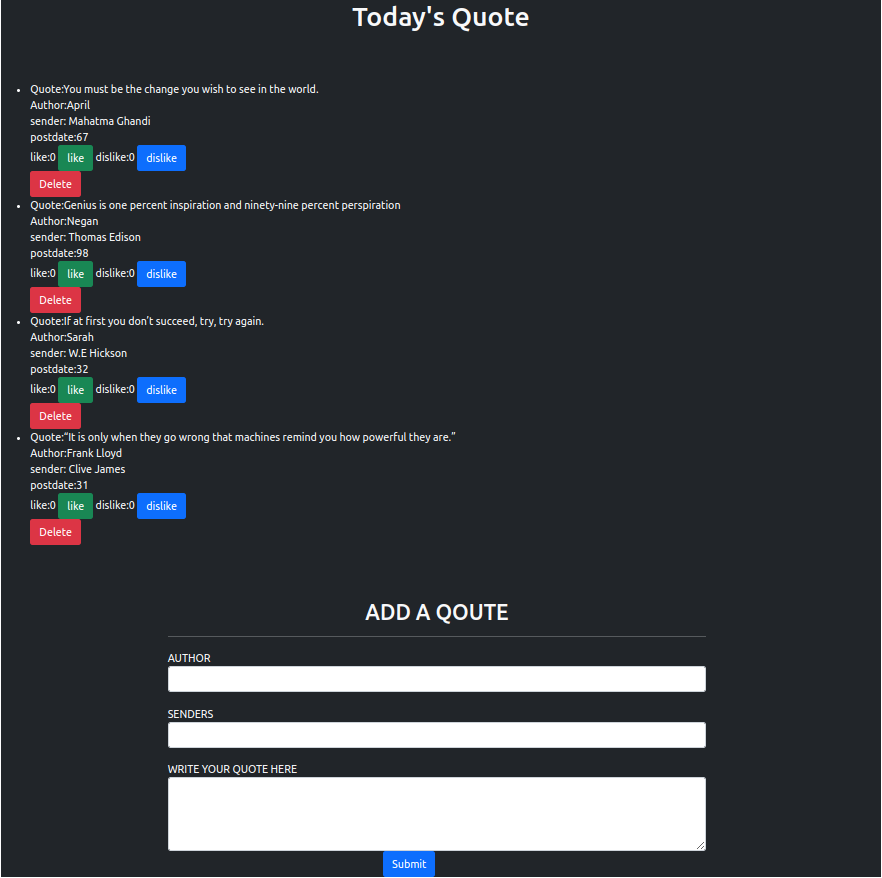 Today's Quote
Quote:You must be the change you wish to see in the world.
Author:April
sender: Mahatma Ghandi
postdate:67
like:0 like dislike:0 dislike
Delete
Quote:Genius is one percent inspiration and ninety-nine percent perspiration
Author:Negan
sender: Thomas Edison
postdate:98
like:0 like dislike:0 dislike
Delete
Quote:If at first you don't succeed, try, try again.
Author:Sarah
sender: W.E Hickson
postdate:32
like:0 like dislike:0 dislike
Delete
Quote:“It is only when they go wrong that machines remind you how powerful they are.”
Author:Frank Lloyd
sender: Clive James
postdate:31
like:0 like dislike:0 dislike
Delete
ADD A QOUTE
AUTHOR
SENDERS
WRITE YOUR QUOTE HERE
Submit